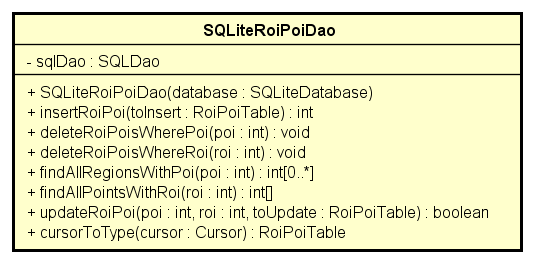 SQLiteRoiPoiDao
- sqlDao : SQLDao
+ SQLiteRoiPoiDao(database : SQLiteDatabase)
+ insertRoiPoi(toInsert : RoiPoiTable) : int
+ deleteRoiPoisWherePoi(poi : int) : void
+ deleteRoiPoisWhereRoi(roi : int) : void
+ findAllRegionsWithPoi(poi : int) : int[0..*]
+ findAllPointsWithRoi(roi : int) : int[]
+ updateRoiPoi(poi : int, roi : int, toUpdate : RoiPoiTable) : boolean
+ cursorToType(cursor : Cursor) : RoiPoiTable